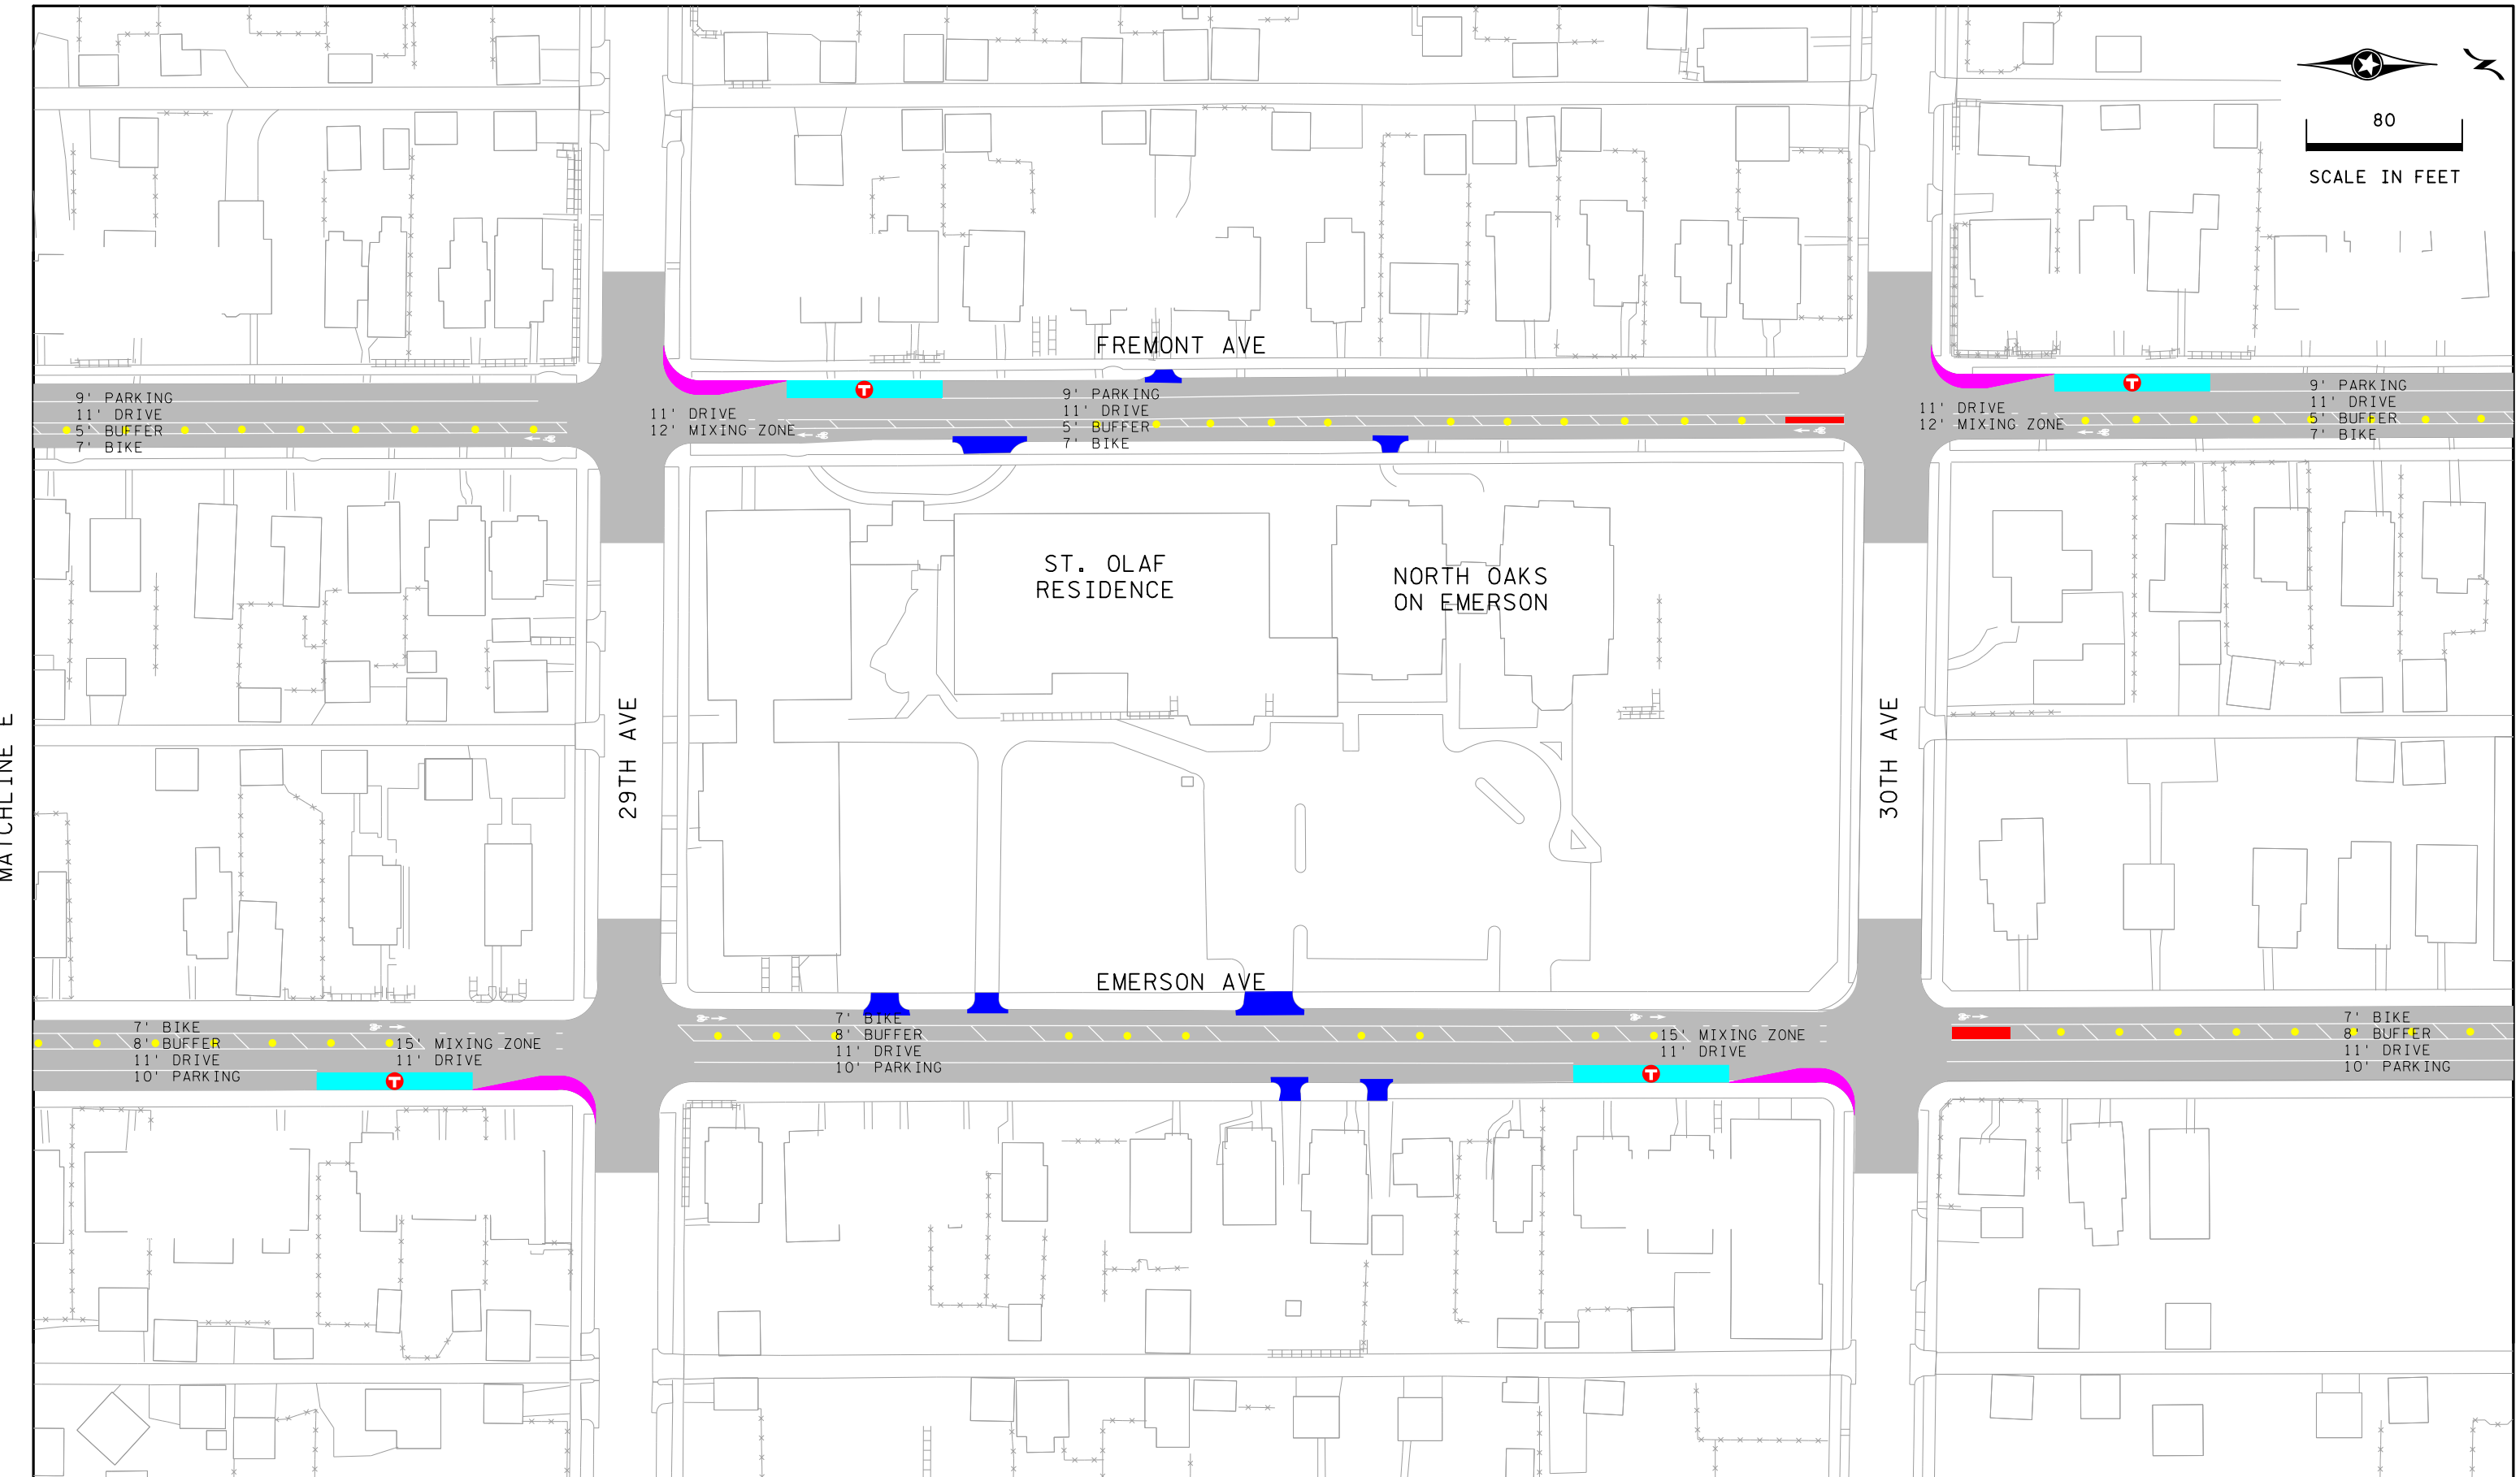 80
SCALE IN FEET
FREMONT AVE
9' PARKING
11' DRIVE
5' BUFFER
7' BIKE
11' DRIVE
12' MIXING ZONE
T
9' PARKING
11' DRIVE
5' BUFFER
7' BIKE
11' DRIVE
12' MIXING ZONE
T
9' PARKING
11' DRIVE
5' BUFFER
7' BIKE
ST. OLAF
RESIDENCE
NORTH OAKS
ON EMERSON
MATCHLINE E
29TH AVE
30TH AVE
EMERSON AVE
7' BIKE
8' BUFFER
11' DRIVE
10' PARKING
15' MIXING ZONE
11' DRIVE
T
7' BIKE
8' BUFFER
11' DRIVE
10' PARKING
15' MIXING ZONE
11' DRIVE
T
7' BIKE
8' BUFFER
11' DRIVE
10' PARKING